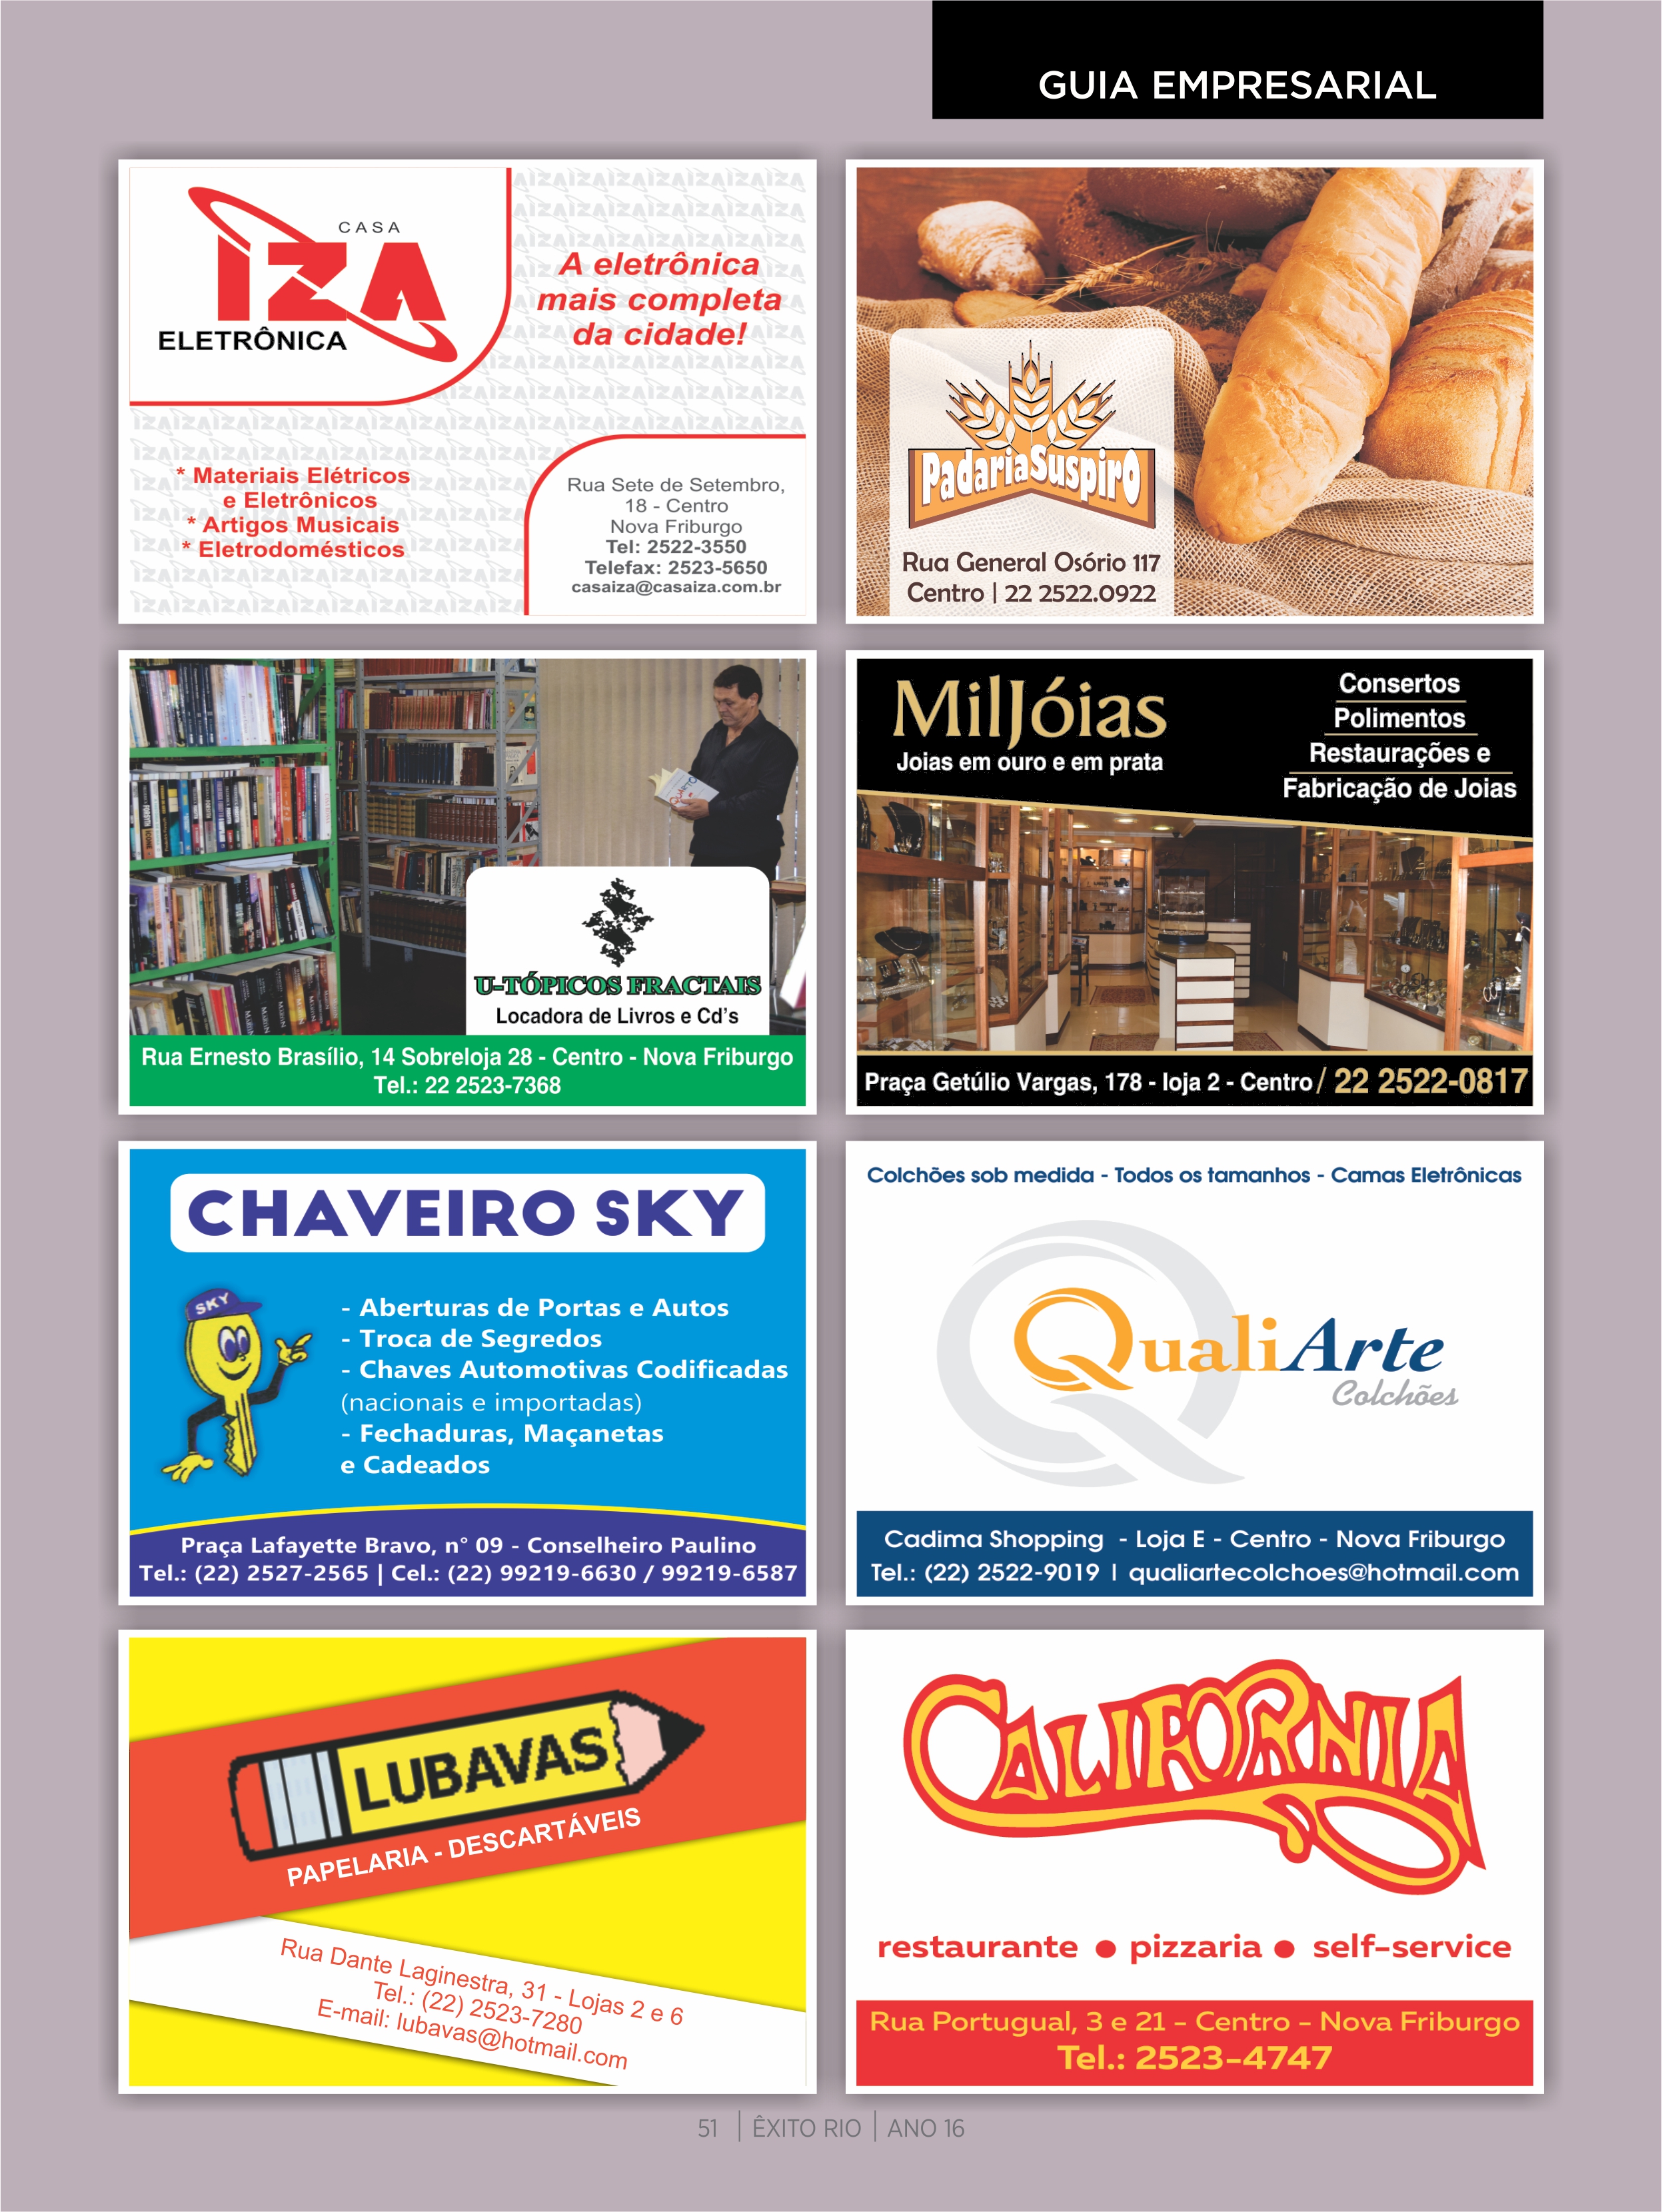 GUIA EMPRESARIAL
CASA
IZA
ELETRÔNICA
A eletrônica
mais completa
da cidade!
* Materiais Elétricos
e Eletrônicos
* Artigos Musicais
* Eletrodomésticos
Rua Sete de Setembro,
18 - Centro
Nova Friburgo
Tel: 2522-3550
Telefax: 2523-5650
casaiza@casaiza.com.br
PadariaSuspiro
Rua General Osório 117
Centro | 22 2522.0922
U-TÓPICOS FRACTAIS
Locadora de Livros e Cd's
Rua Ernesto Brasílio, 14 Sobreloja 28 - Centro - Nova Friburgo
Tel.: 22 2523-7368
MilJóias
Joias em ouro e em prata
Consertos
Polimentos
Restaurações e
Fabricação de Joias
Praça Getúlio Vargas, 178 - loja 2 - Centro / 22 2522-0817
CHAVEIRO SKY
SKY
- Aberturas de Portas e Autos
- Troca de Segredos
- Chaves Automotivas Codificadas
(nacionais e importadas)
- Fechaduras, Maçanetas
e Cadeados
Praça Lafayette Bravo, n° 09 - Conselheiro Paulino
Tel.: (22) 2527-2565 | Cel.: (22) 99219-6630 / 99219-6587
Colchões sob medida - Todos os tamanhos - Camas Eletrônicas
QualiArte
Colchões
Cadima Shopping - Loja E - Centro - Nova Friburgo
Tel.: (22) 2522-9019 | qualiartecolchoes@hotmail.com
LUBAVAS
PAPELARIA - DESCARTÁVEIS
Rua Dante Laginestra, 31 - Lojas 2 e 6
Tel.: (22) 2523-7280
E-mail: lubavas@hotmail.com
CALIFORNIA
restaurante ● pizzaria ● self-service
Rua Portugual, 3 e 21 - Centro - Nova Friburgo
Tel.: 2523-4747
51 | ÊXITO RIO | ANO 16